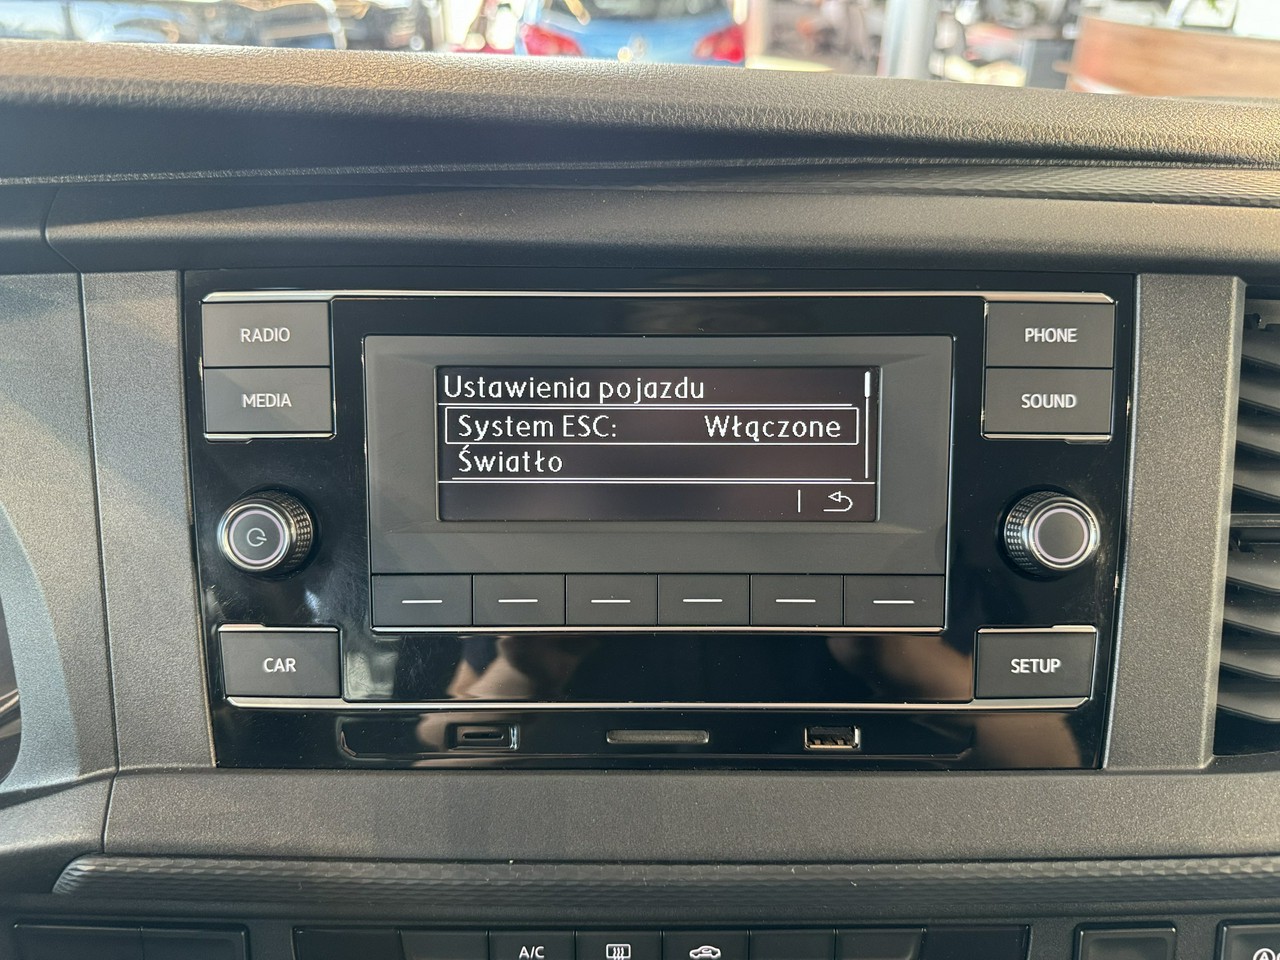 RADIO
MEDIA
PHONE
SOUND
Ustawienia pojazdu
System ESC: Włączone
Światło
CAR
SETUP
A/C